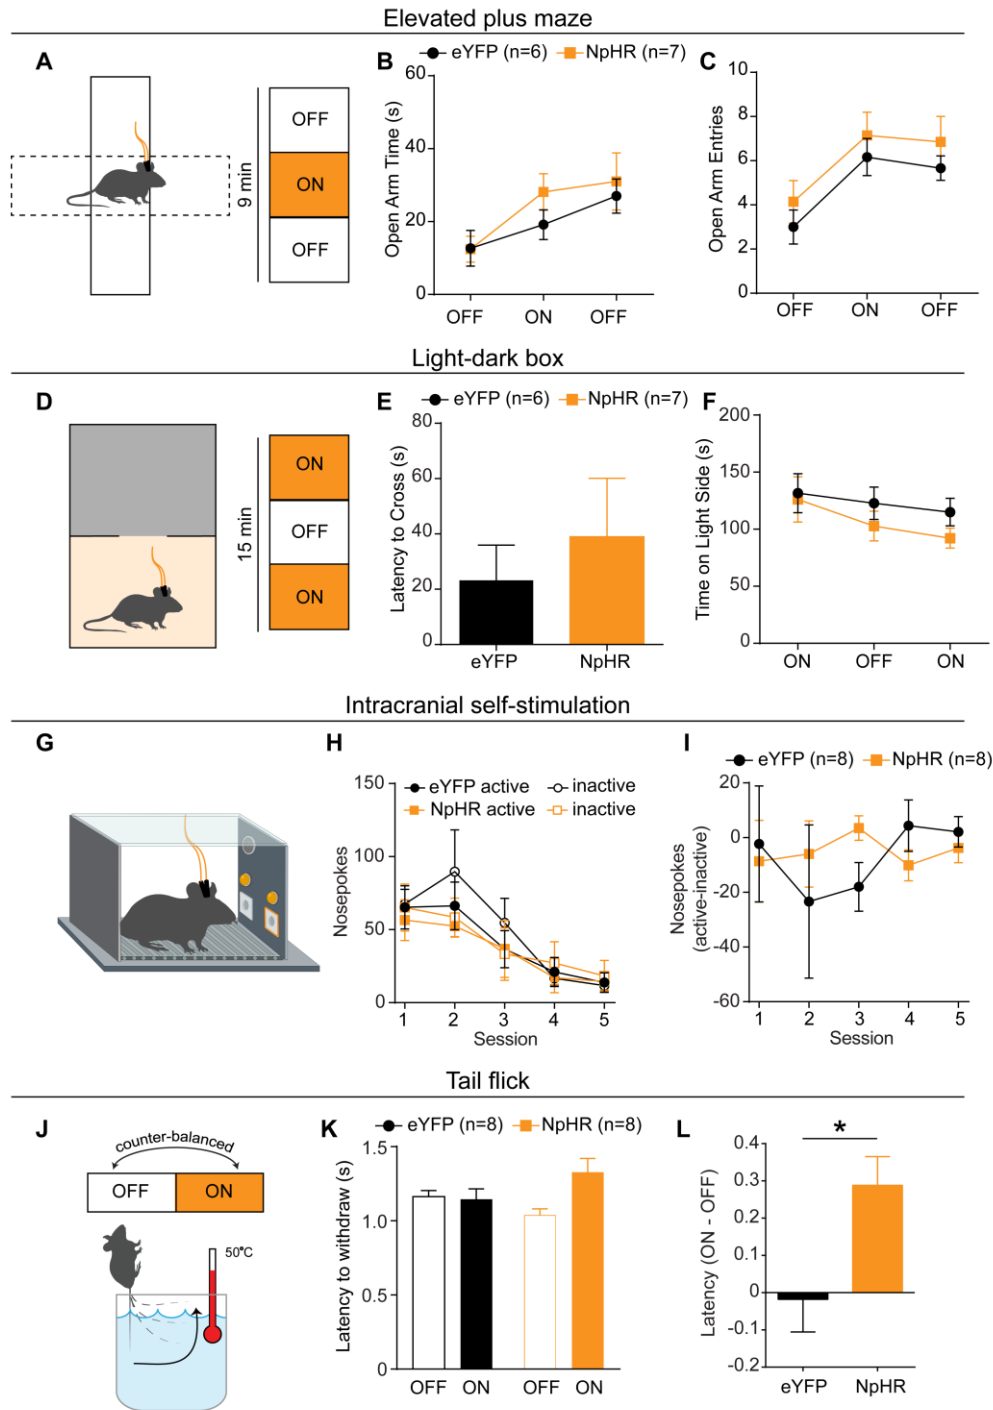 Elevated plus maze
A
9 min
OFF
ON
OFF
B
eYFP (n=6) NpHR (n=7)
Open Arm Time (s)
60
40
20
0
OFF ON OFF
C
Open Arm Entries
10
8
6
4
2
0
OFF ON OFF
Light-dark box
D
15 min
ON
OFF
ON
E
eYFP (n=6) NpHR (n=7)
Latency to Cross (s)
80
60
40
20
0
eYFP NpHR
F
Time on Light Side (s)
200
150
100
50
0
ON OFF ON
Intracranial self-stimulation
G
H
eYFP active inactive
NpHR active inactive
Nosepokes
150
100
50
0
1 2 3 4 5
Session
I
eYFP (n=8) NpHR (n=8)
Nosepokes
(active-inactive)
20
0
-20
-40
-60
1 2 3 4 5
Session
Tail flick
J
counter-balanced
OFF ON
50°C
K
eYFP (n=8) NpHR (n=8)
Latency to withdraw (s)
1.5
1.0
0.5
0
OFF ON OFF ON
L
*
Latency (ON - OFF)
0.4
0.3
0.2
0.1
0
-0.1
-0.2
eYFP NpHR